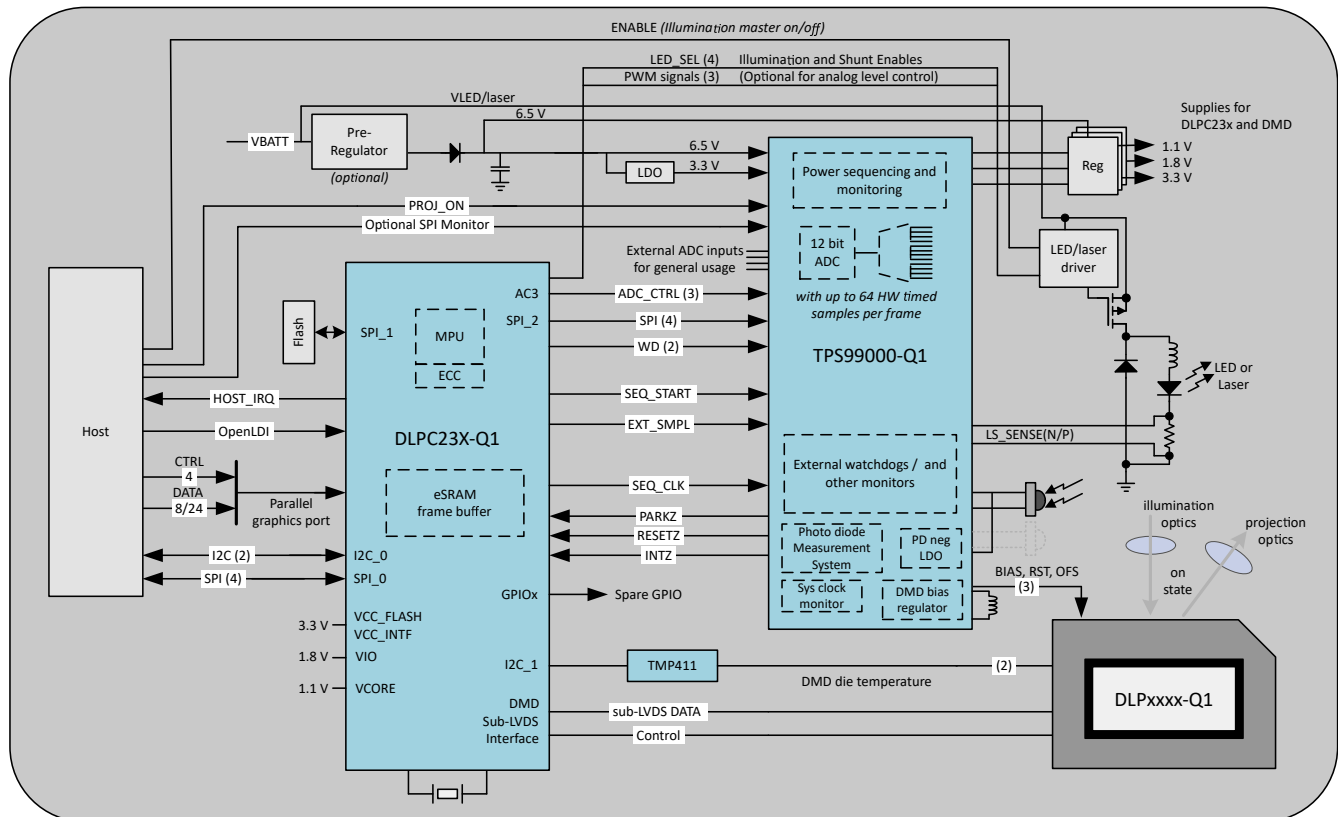 ENABLE (Illumination master on/off)
LED_SEL (4) Illumination and Shunt Enables
PWM signals (3) (Optional for analog level control)
VLED/laser
6.5 V
Supplies for
DLPC23x and DMD
VBATT
Pre-
Regulator
(optional)
6.5 V
3.3 V
LDO
Power sequencing and
monitoring
Reg
1.1 V
1.8 V
3.3 V
PROJ_ON
Optional SPI Monitor
External ADC inputs
for general usage
12 bit
ADC
with up to 64 HW timed
samples per frame
LED/laser
driver
TPS99000-Q1
Host
Flash
SPI_1
MPU
ECC
AC3
SPI_2
ADC_CTRL (3)
SPI (4)
WD (2)
LED or
Laser
HOST_IRQ
OpenLDI
DLPC23X-Q1
SEQ_START
EXT_SMPL
LS_SENSE(N/P)
CTRL
4
DATA
8/24
Parallel
graphics port
eSRAM
frame buffer
SEQ_CLK
PARKZ
RESETZ
INTZ
External watchdogs / and
other monitors
Photo diode
Measurement
System
PD neg
LDO
Sys clock
monitor
DMD bias
regulator
illumination
optics
projection
optics
on
state
BIAS, RST, OFS
(3)
I2C (2)
I2C_0
SPI (4)
SPI_0
GPIOx
Spare GPIO
3.3 V
VCC_FLASH
VCC_INTF
1.8 V
VIO
1.1 V
VCORE
I2C_1
TMP411
(2)
DMD die temperature
DMD
Sub-LVDS
Interface
sub-LVDS DATA
Control
DLPxxxx-Q1